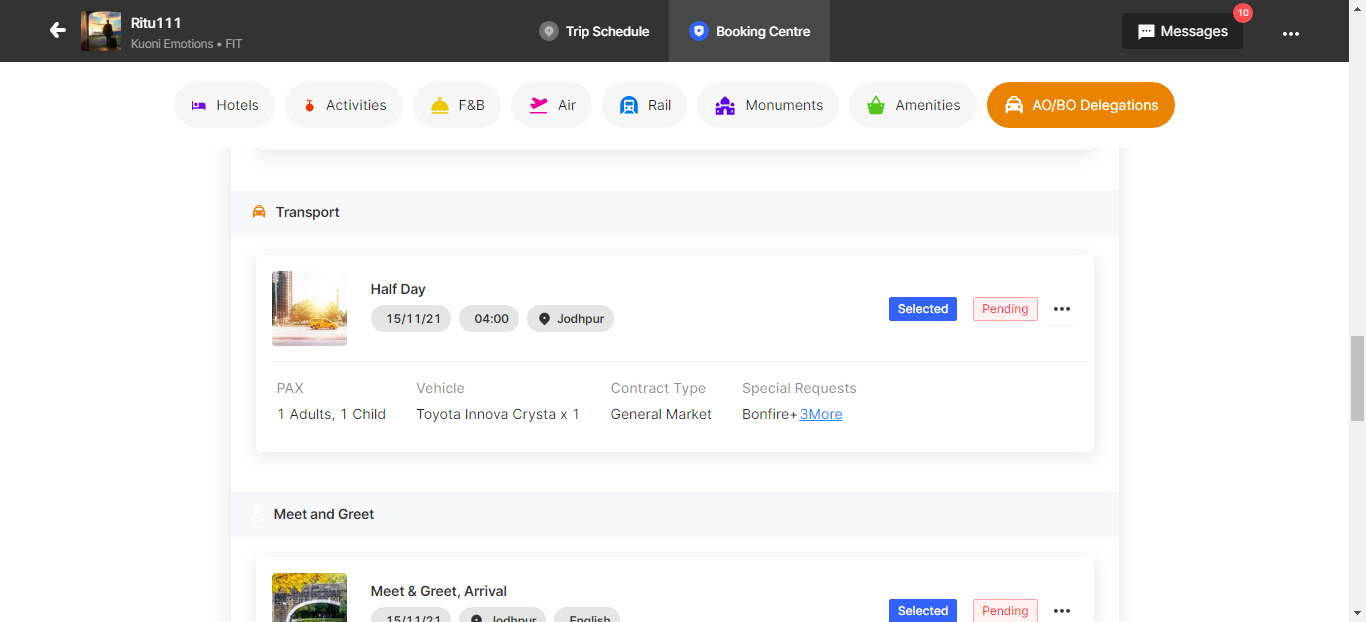 Ritu111
Kuoni Emotions • FIT
Trip Schedule
Booking Centre
Messages
10
Hotels
Activities
F&B
Air
Rail
Monuments
Amenities
AO/BO Delegations
Transport
Half Day
15/11/21
04:00
Jodhpur
Selected
Pending
PAX
Vehicle
Contract Type
Special Requests
1 Adults, 1 Child
Toyota Innova Crysta x 1
General Market
Bonfire+3More
Meet and Greet
Meet & Greet, Arrival
15/11/21
Jodhpur
English
Selected
Pending